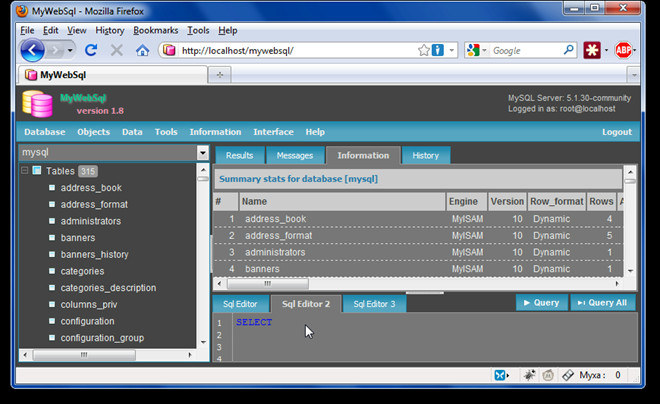 MyWebSql - Mozilla Firefox
File Edit View History Bookmarks Tools Help
http://localhost/mywebsql/
Google
ABP
MyWebSql
MyWebSql
version 1.8
MySQL Server: 5.1.30-community
Logged in as: root@localhost
Database Objects Data Tools Information Interface Help Logout
mysql
Tables 315
address_book
address_format
administrators
banners
banners_history
categories
categories_description
columns_priv
configuration
configuration_group
Results Messages Information History
Summary stats for database [mysql]
# Name Engine Version Row_format Rows A
1 address_book MyISAM 10 Dynamic 4
2 address_format MyISAM 10 Dynamic 5
3 administrators MyISAM 10 Dynamic 1
4 banners MyISAM 10 Dynamic 1
Sql Editor Sql Editor 2 Sql Editor 3 Query Query All
1 SELECT
2
3
4
Myxa : 0